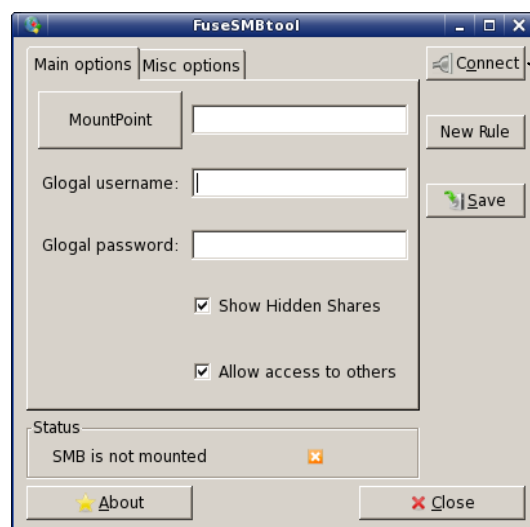 FuseSMBtool
Main options
Misc options
Connect
MountPoint
New Rule
Glogal username:
Save
Glogal password:
Show Hidden Shares
Allow access to others
Status
SMB is not mounted
About
Close